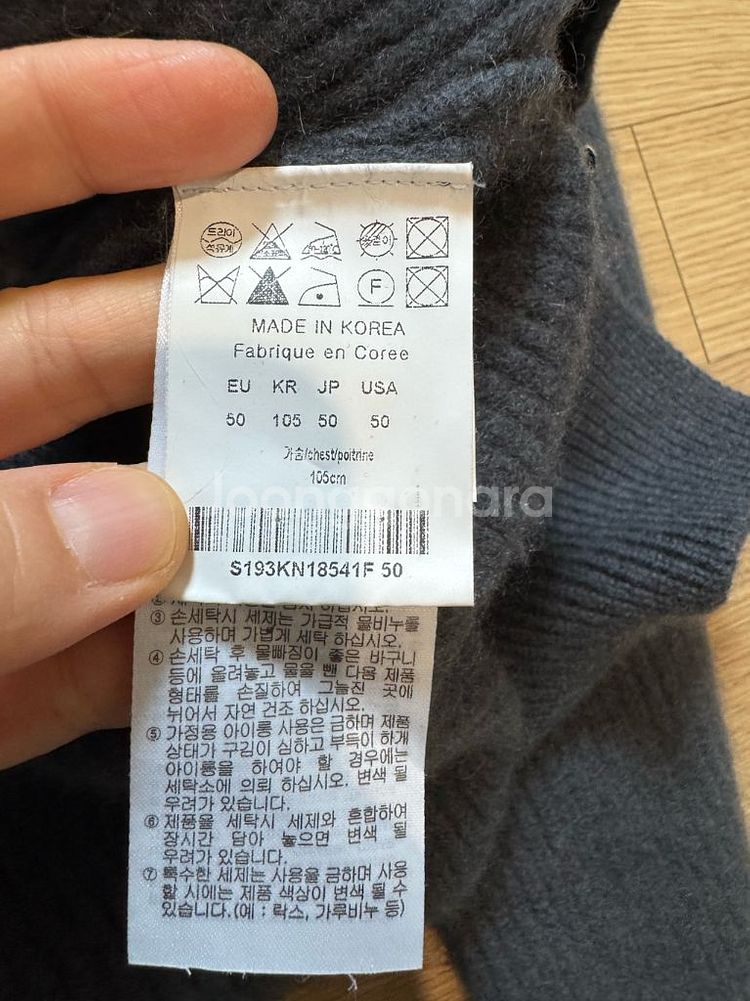 드라이
석유계
F
MADE IN KOREA
Fabrique en Coree
EU KR JP USA
50 105 50 50
가슴/chest/poitrine
105cm
joonggonara
S193KN18541F 50
③ 손세탁시 세제는 가급적 물비누를
사용하며 가볍게 세탁 하십시오.
④ 손세탁 후 물빠짐이 좋은 바구니
등에 올려놓고 물을 뺀 다음 제품
형태를 손질하여 그늘진 곳에
뉘어서 자연 건조 하십시오.
⑤ 가정용 아이롱 사용은 금하며 제품
상태가 구김이 심하고 부득이 하게
아이롱을 하여야 할 경우에는
세탁소에 의뢰 하십시오. 변색 될
우려가 있습니다.
⑥ 제품을 세탁시 세제와 혼합하여
장시간 담아 놓으면 변색 될
우려가 있습니다.
⑦ 특수한 세제는 사용을 금하며 사용
할 시에는 제품 색상이 변색 될 수
있습니다.(예 : 락스, 가루비누 등)